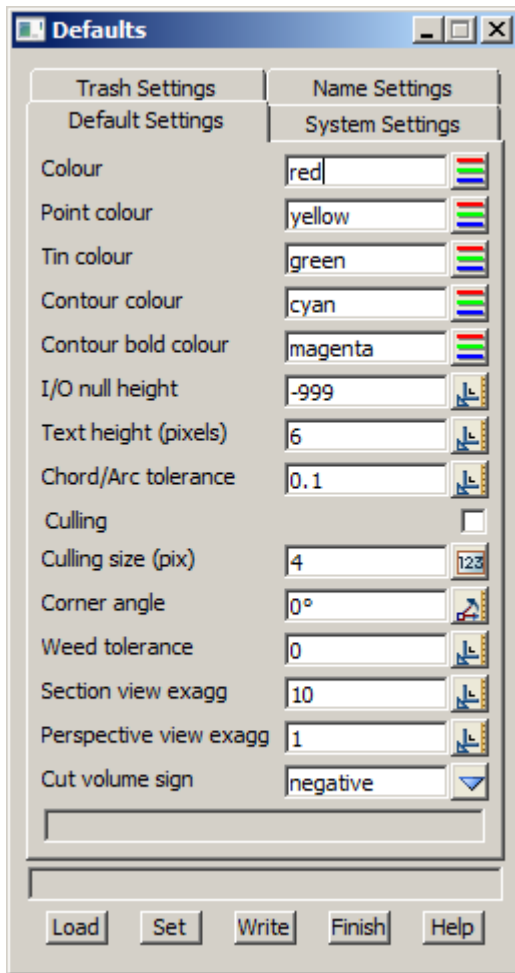 Defaults
Trash Settings Name Settings
Default Settings System Settings
Colour red
Point colour yellow
Tin colour green
Contour colour cyan
Contour bold colour magenta
I/O null height -999
Text height (pixels) 6
Chord/Arc tolerance 0.1
Culling
Culling size (pix) 4 123
Corner angle 0°
Weed tolerance 0
Section view exagg 10
Perspective view exagg 1
Cut volume sign negative
Load Set Write Finish Help